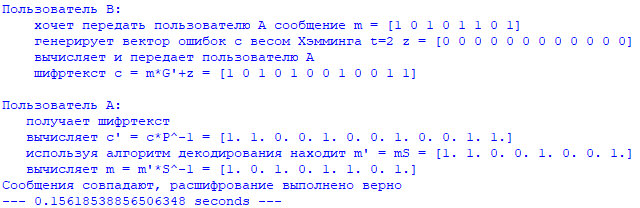 Пользователь B:
хочет передать пользователю A сообщение m = [1 0 1 0 1 1 0 1]
генерирует вектор ошибок с весом Хэмминга t=2 z = [0 0 0 0 0 0 0 0 0 0 0 0]
вычисляет и передает пользователю A
шифртекст c = m*G'+z = [1 0 1 0 1 0 0 1 0 0 1 1]
Пользователь A:
получает шифртекст
вычисляет c' = c*P^-1 = [1. 1. 0. 0. 1. 0. 0. 1. 0. 0. 1. 1.]
используя алгоритм декодирования находит m' = mS = [1. 1. 0. 0. 1. 0. 0. 1.]
вычисляет m = m'*S^-1 = [1. 0. 1. 0. 1. 1. 0. 1.]
Сообщения совпадают, расшифрование выполнено верно
--- 0.15618538856506348 seconds ---